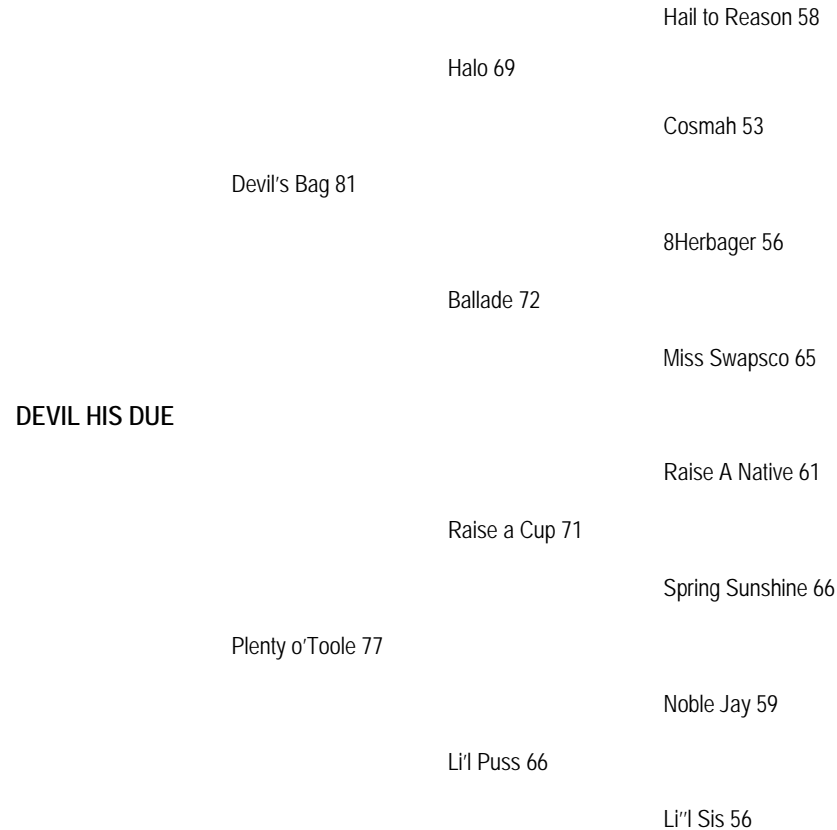 Hail to Reason 58
Halo 69
Cosmah 53
Devil's Bag 81
8Herbager 56
Ballade 72
Miss Swapsco 65
DEVIL HIS DUE
Raise A Native 61
Raise a Cup 71
Spring Sunshine 66
Plenty o'Toole 77
Noble Jay 59
Li'l Puss 66
Li''l Sis 56